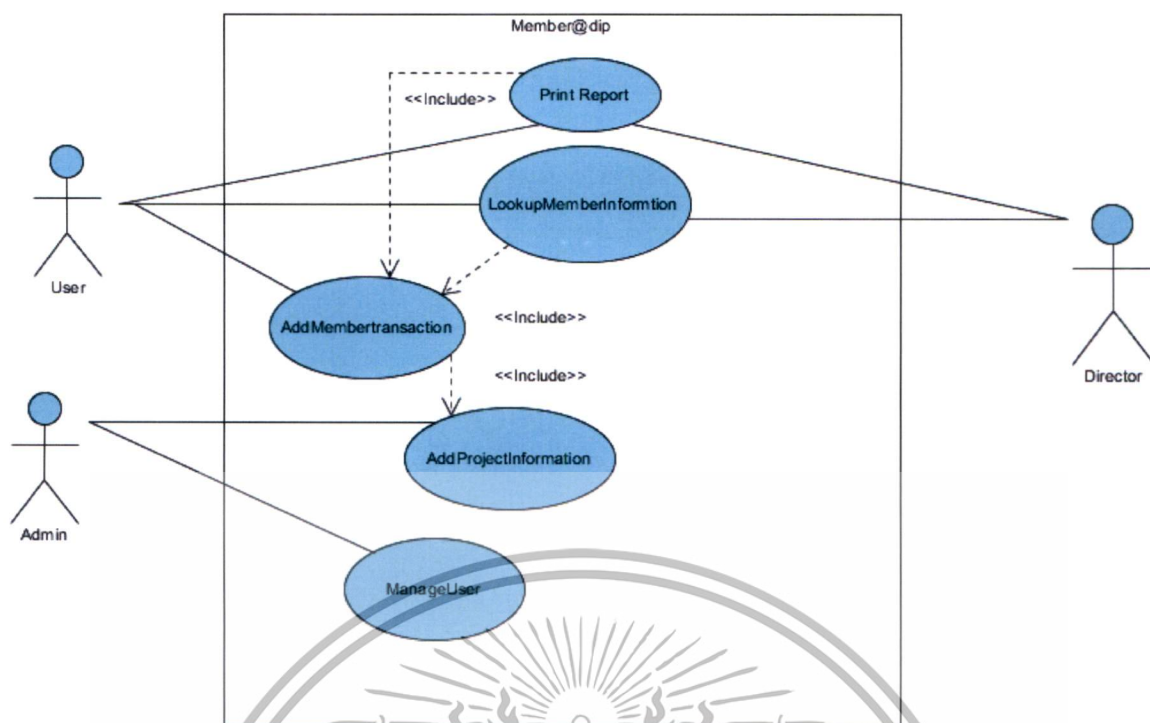 Member@dip
Print Report
<<Include>>
LookupMemberInformtion
User
AddMembertransaction
<<Include>>
<<Include>>
Director
AddProjectInformation
Admin
ManageUser